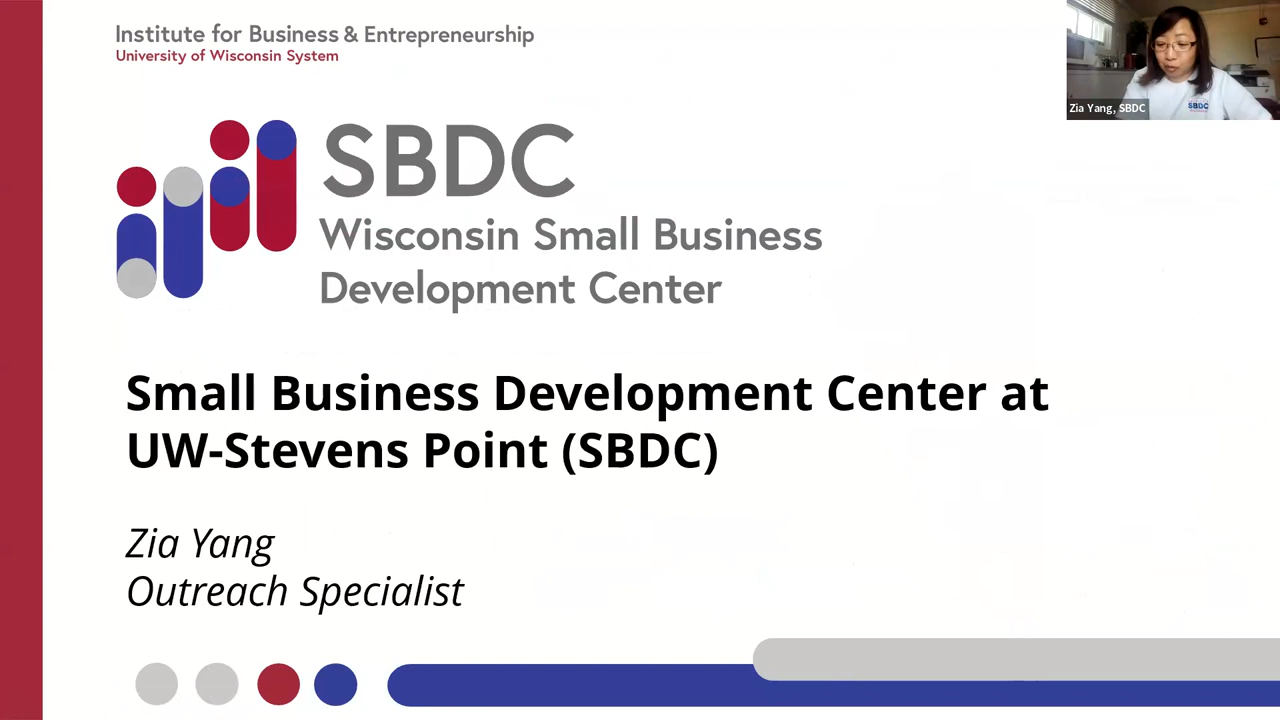 Institute for Business & Entrepreneurship
University of Wisconsin System
SBDC
Wisconsin Small Business
Development Center
Zia Yang, SBDC
SBDC
Small Business Development Center at
UW-Stevens Point (SBDC)
Zia Yang
Outreach Specialist